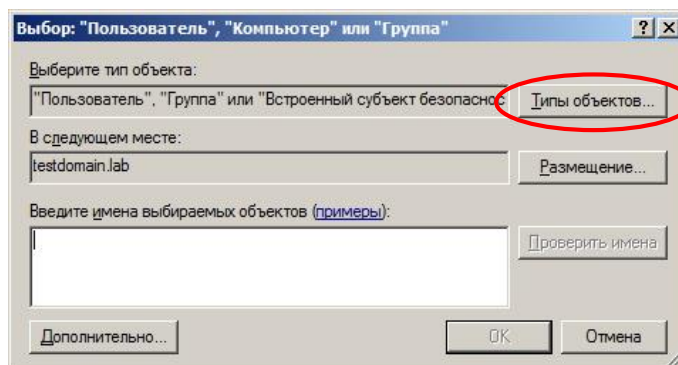 Выбор: "Пользователь", "Компьютер" или "Группа"
Выберите тип объекта:
"Пользователь", "Группа" или "Встроенный субъект безопаснос
Типы объектов...
В следующем месте:
testdomain.lab
Размещение...
Введите имена выбираемых объектов (примеры):
Проверить имена
Дополнительно...
OK
Отмена